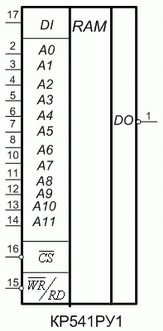 17 DI RAM
2 A0
3 A1
4 A2
5 A3
6 A4
7 A5 DO 1
8 A6
10 A7
11 A8
12 A9
13 A10
14 A11
16 CS
15 WR/RD
КР541РУ1